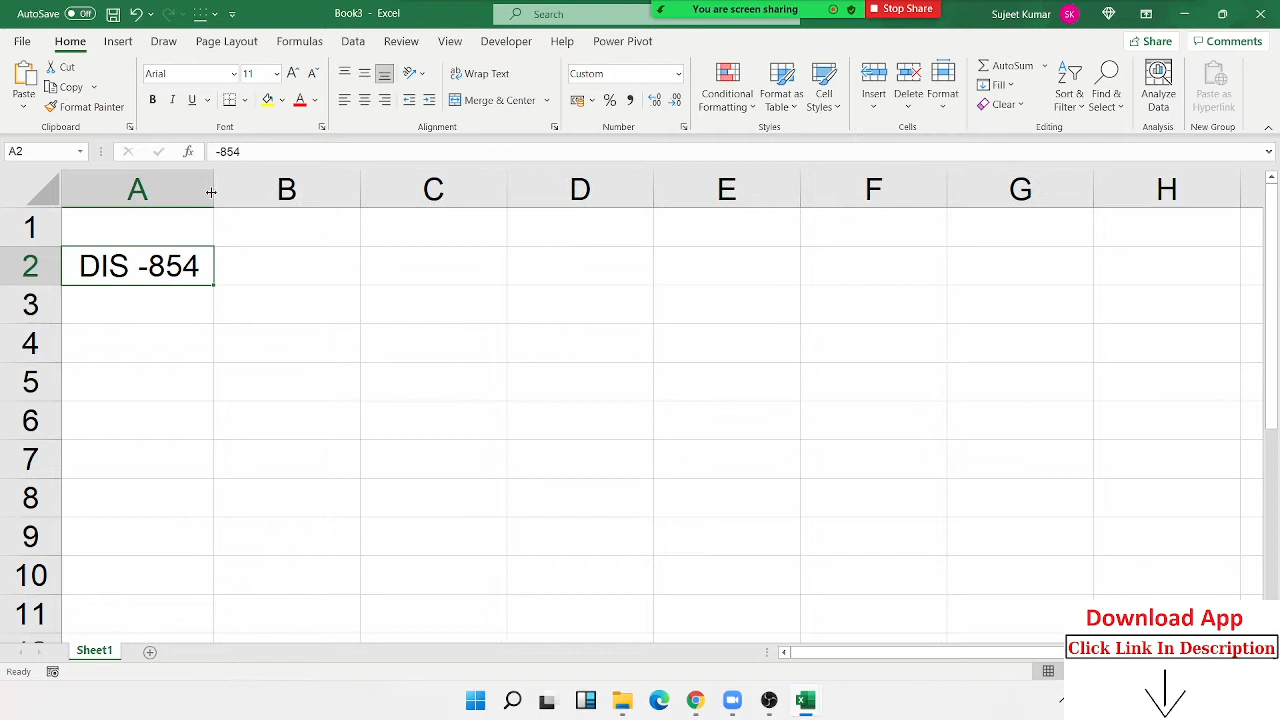 AutoSave Off Book3 - Excel Search You are screen sharing Stop Share Sujeet Kumar SK
File Home Insert Draw Page Layout Formulas Data Review View Developer Help Power Pivot Share Comments
Paste Cut Copy Format Painter Clipboard
Arial 11 B I U Font
Wrap Text Merge & Center Alignment
Custom % Number
Conditional Formatting Format as Table Cell Styles Styles
Insert Delete Format Cells
AutoSum Fill Clear Sort & Filter Find & Select Editing
Analyze Data Analysis
Paste as Hyperlink New Group
A2 fx -854
A B C D E F G H
1
2 DIS -854
3
4
5
6
7
8
9
10
11
Download App
Click Link In Description
Sheet1
Ready